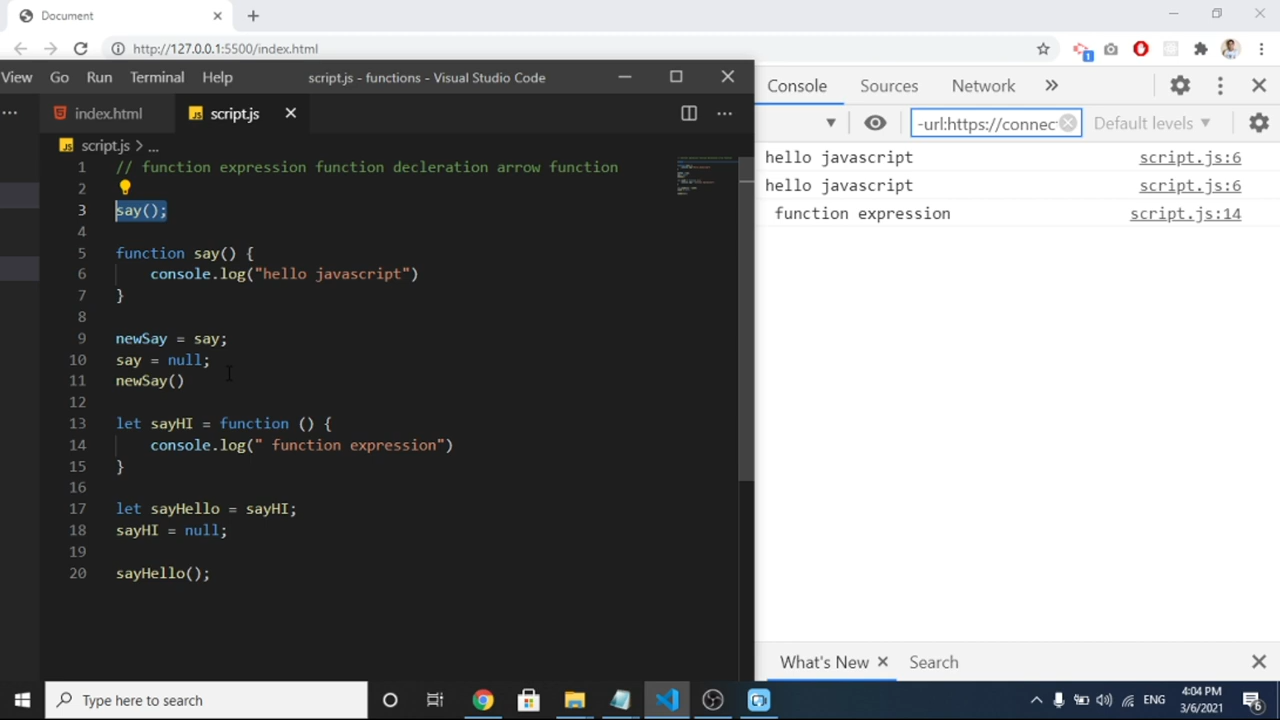 Document
http://127.0.0.1:5500/index.html
1
View Go Run Terminal Help script.js - functions - Visual Studio Code
index.html script.js
script.js > ...
1 // function expression function decleration arrow function
2
3 say();
4
5 function say() {
6 console.log("hello javascript")
7 }
8
9 newSay = say;
10 say = null;
11 newSay()
12
13 let sayHI = function () {
14 console.log(" function expression")
15 }
16
17 let sayHello = sayHI;
18 sayHI = null;
19
20 sayHello();
Console Sources Network
-url:https://connec Default levels
hello javascript script.js:6
hello javascript script.js:6
function expression script.js:14
What's New Search
Type here to search
ENG
4:04 PM
3/6/2021
6